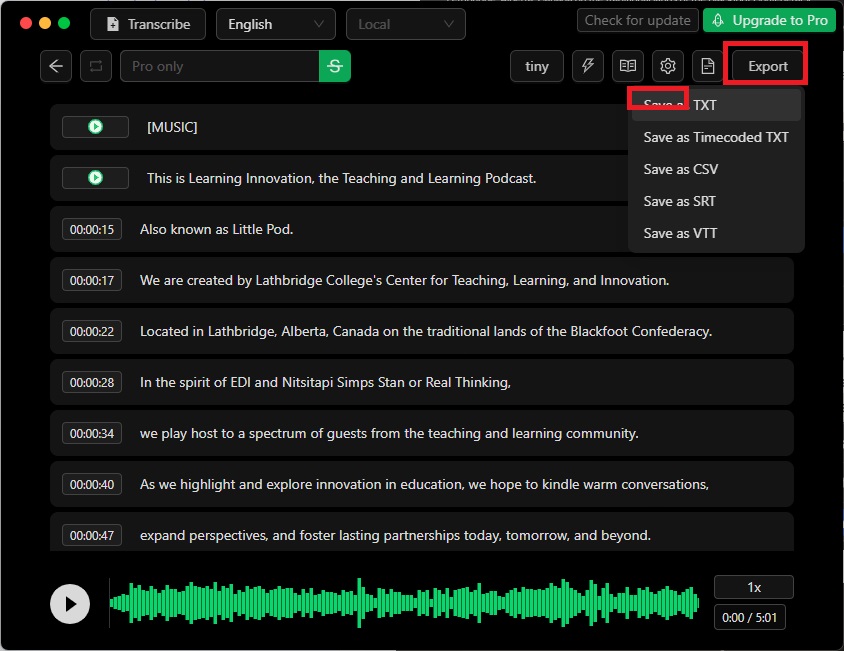 Transcribe English Local Check for update Upgrade to Pro
Pro only S tiny Export
Save as TXT
Save as Timecoded TXT
Save as CSV
Save as SRT
Save as VTT
[MUSIC]
This is Learning Innovation, the Teaching and Learning Podcast.
00:00:15 Also known as Little Pod.
00:00:17 We are created by Lathbridge College's Center for Teaching, Learning, and Innovation.
00:00:22 Located in Lathbridge, Alberta, Canada on the traditional lands of the Blackfoot Confederacy.
00:00:28 In the spirit of EDI and Nitsitapi Simps Stan or Real Thinking,
00:00:34 we play host to a spectrum of guests from the teaching and learning community.
00:00:40 As we highlight and explore innovation in education, we hope to kindle warm conversations,
00:00:47 expand perspectives, and foster lasting partnerships today, tomorrow, and beyond.
1x
0:00 / 5:01